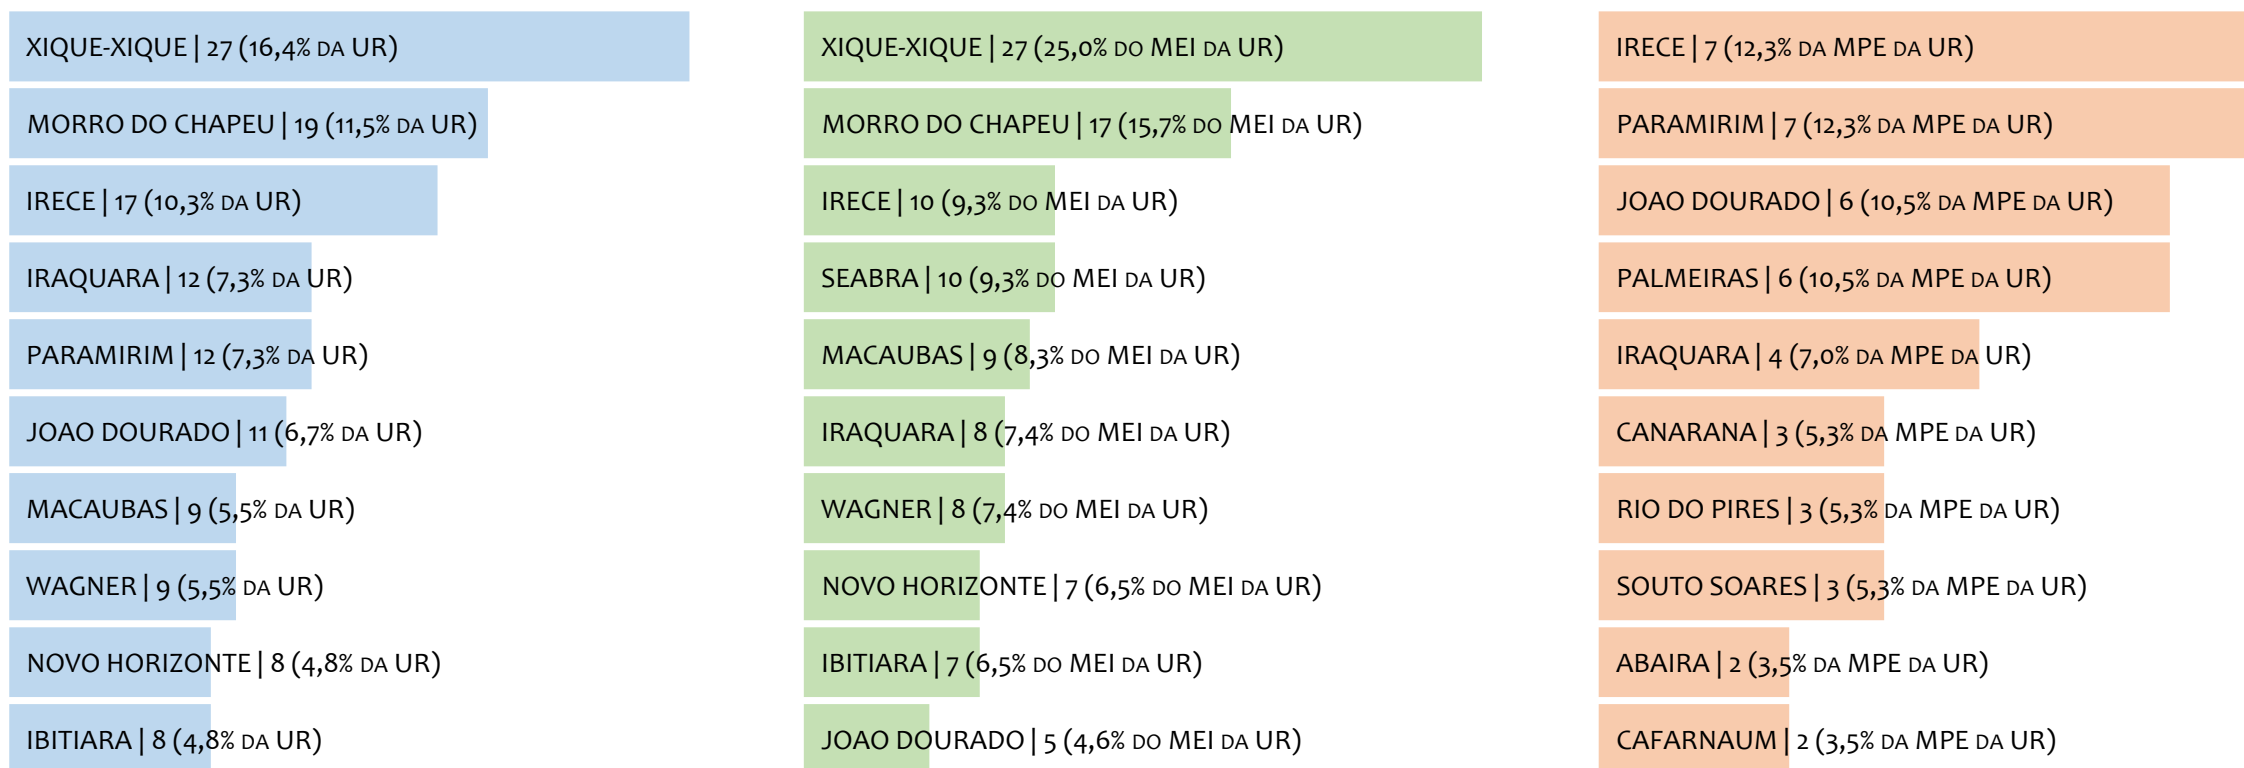 XIQUE-XIQUE | 27 (16,4% DA UR)
MORRO DO CHAPEU | 19 (11,5% DA UR)
IRECE | 17 (10,3% DA UR)
IRAQUARA | 12 (7,3% DA UR)
PARAMIRIM | 12 (7,3% DA UR)
JOAO DOURADO | 11 (6,7% DA UR)
MACAUBAS | 9 (5,5% DA UR)
WAGNER | 9 (5,5% DA UR)
NOVO HORIZONTE | 8 (4,8% DA UR)
IBITIARA | 8 (4,8% DA UR)
XIQUE-XIQUE | 27 (25,0% DO MEI DA UR)
MORRO DO CHAPEU | 17 (15,7% DO MEI DA UR)
IRECE | 10 (9,3% DO MEI DA UR)
SEABRA | 10 (9,3% DO MEI DA UR)
MACAUBAS | 9 (8,3% DO MEI DA UR)
IRAQUARA | 8 (7,4% DO MEI DA UR)
WAGNER | 8 (7,4% DO MEI DA UR)
NOVO HORIZONTE | 7 (6,5% DO MEI DA UR)
IBITIARA | 7 (6,5% DO MEI DA UR)
JOAO DOURADO | 5 (4,6% DO MEI DA UR)
IRECE | 7 (12,3% DA MPE DA UR)
PARAMIRIM | 7 (12,3% DA MPE DA UR)
JOAO DOURADO | 6 (10,5% DA MPE DA UR)
PALMEIRAS | 6 (10,5% DA MPE DA UR)
IRAQUARA | 4 (7,0% DA MPE DA UR)
CANARANA | 3 (5,3% DA MPE DA UR)
RIO DO PIRES | 3 (5,3% DA MPE DA UR)
SOUTO SOARES | 3 (5,3% DA MPE DA UR)
ABAIRA | 2 (3,5% DA MPE DA UR)
CAFARNAUM | 2 (3,5% DA MPE DA UR)